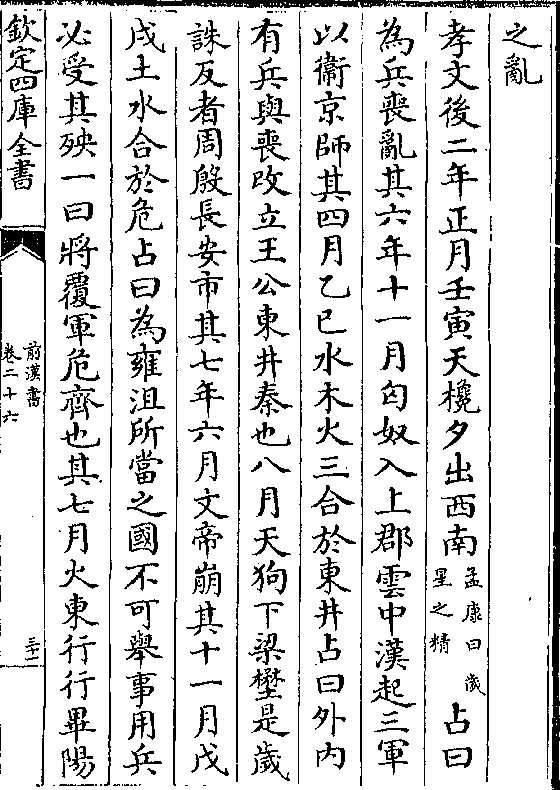 之亂
孝文後二年正月壬寅天欃夕出西南孟康曰歲星之精占曰
為兵喪亂其六年十一月匈奴入上郡雲中漢起三軍
以衞京師其四月乙巳水木火三合於東井占曰外内
有兵與喪改立王公東井秦也八月天狗下梁壄是歲
誅反者周殷長安市其七年六月文帝崩其十一月戊
戌土水合於危占曰為雍沮所當之國不可舉事用兵
必受其殃一曰將覆軍危齊也其七月火東行行畢陽
欽定四庫全書
前漢書
卷二十六
三十一